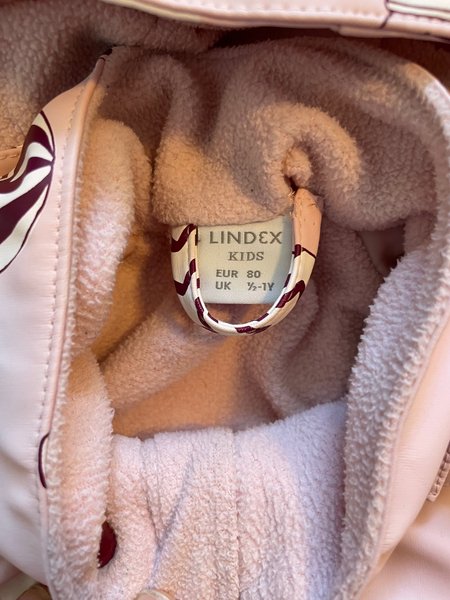 LINDEX
KIDS
EUR 80
UK ½-1Y